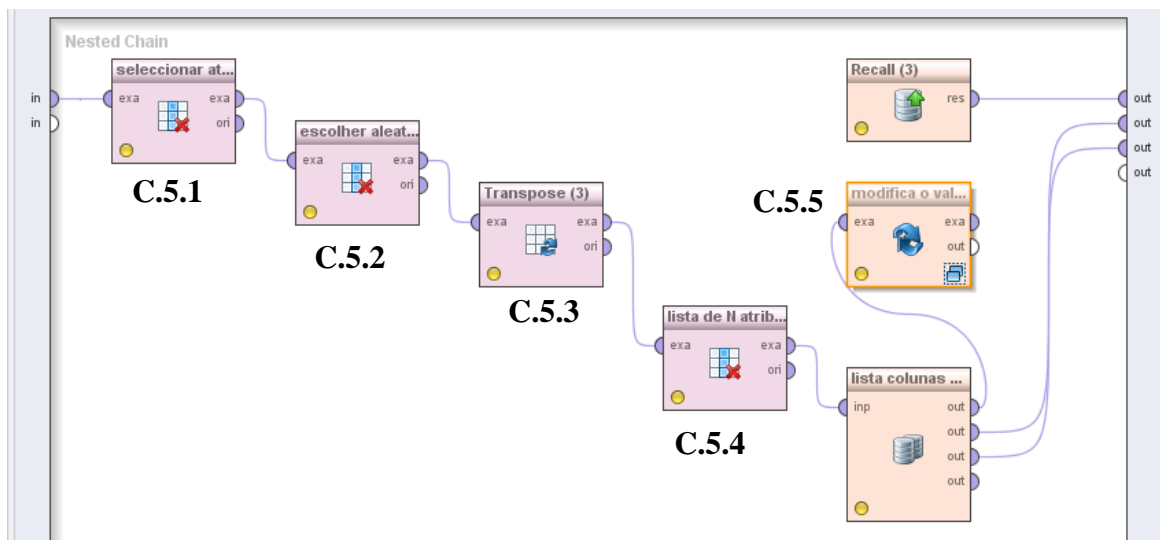 Nested Chain
in
in
seleccionar at...
exa
exa
ori
C.5.1
escolher aleat...
exa
exa
ori
C.5.2
Transpose (3)
exa
exa
ori
C.5.3
lista de N atrib...
exa
exa
ori
C.5.4
Recall (3)
res
C.5.5
modifica o val...
exa
exa
out
lista colunas ...
inp
out
out
out
out
out
out
out
out